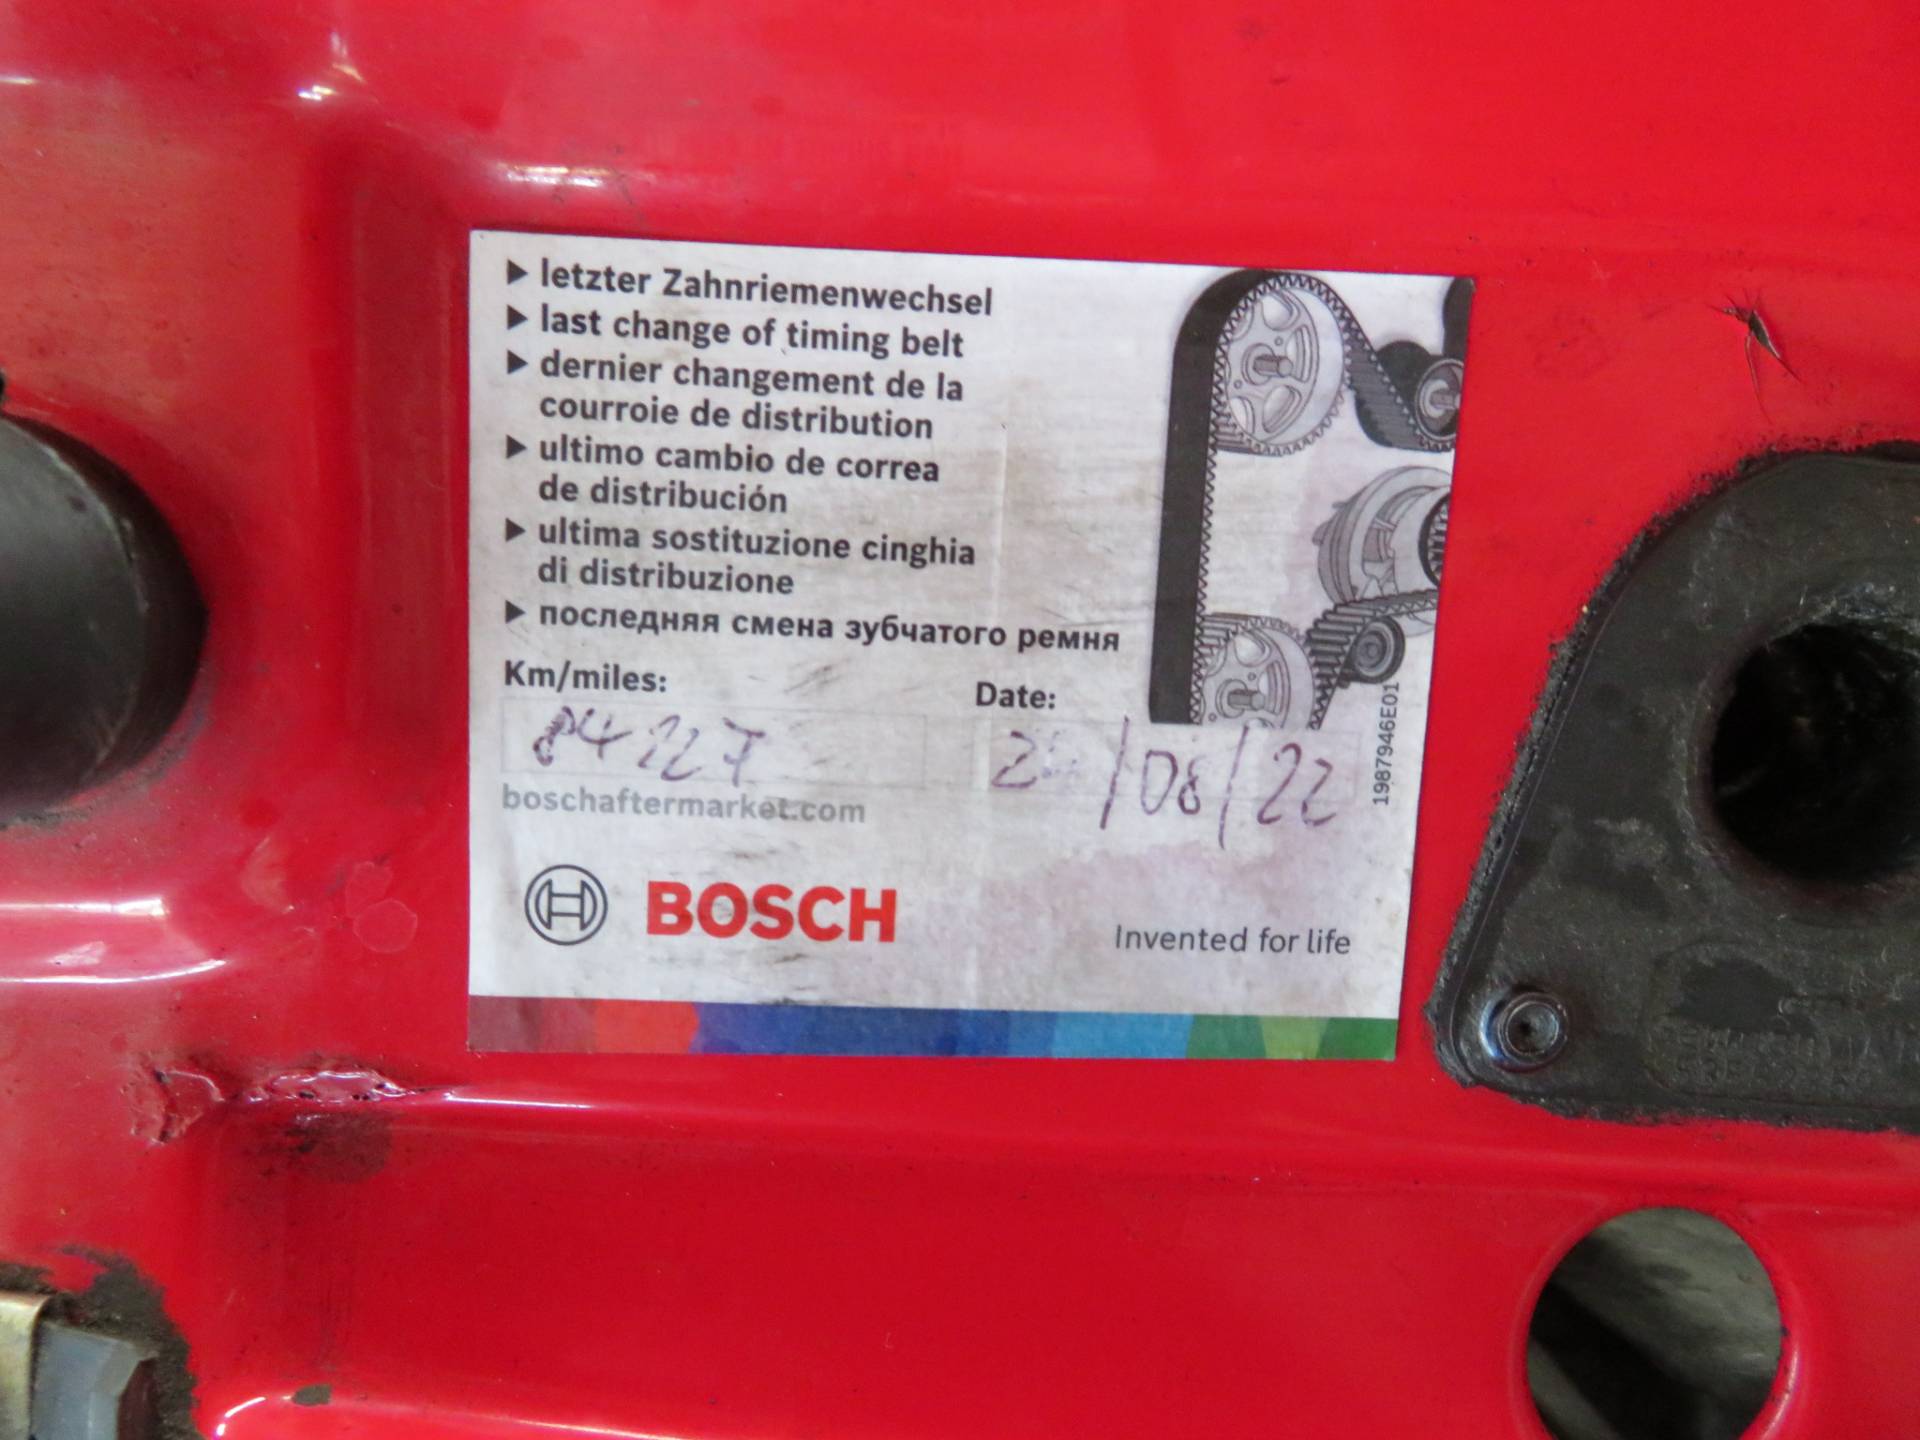 ▶ letzter Zahnriemenwechsel
▶ last change of timing belt
▶ dernier changement de la
courroie de distribution
▶ ultimo cambio de correa
de distribución
▶ ultima sostituzione cinghia
di distribuzione
▶ последняя смена зубчатого ремня
Km/miles:
Date:
84227
/08/22
boschaftermarket.com
1987946E01
BOSCH
Invented for life